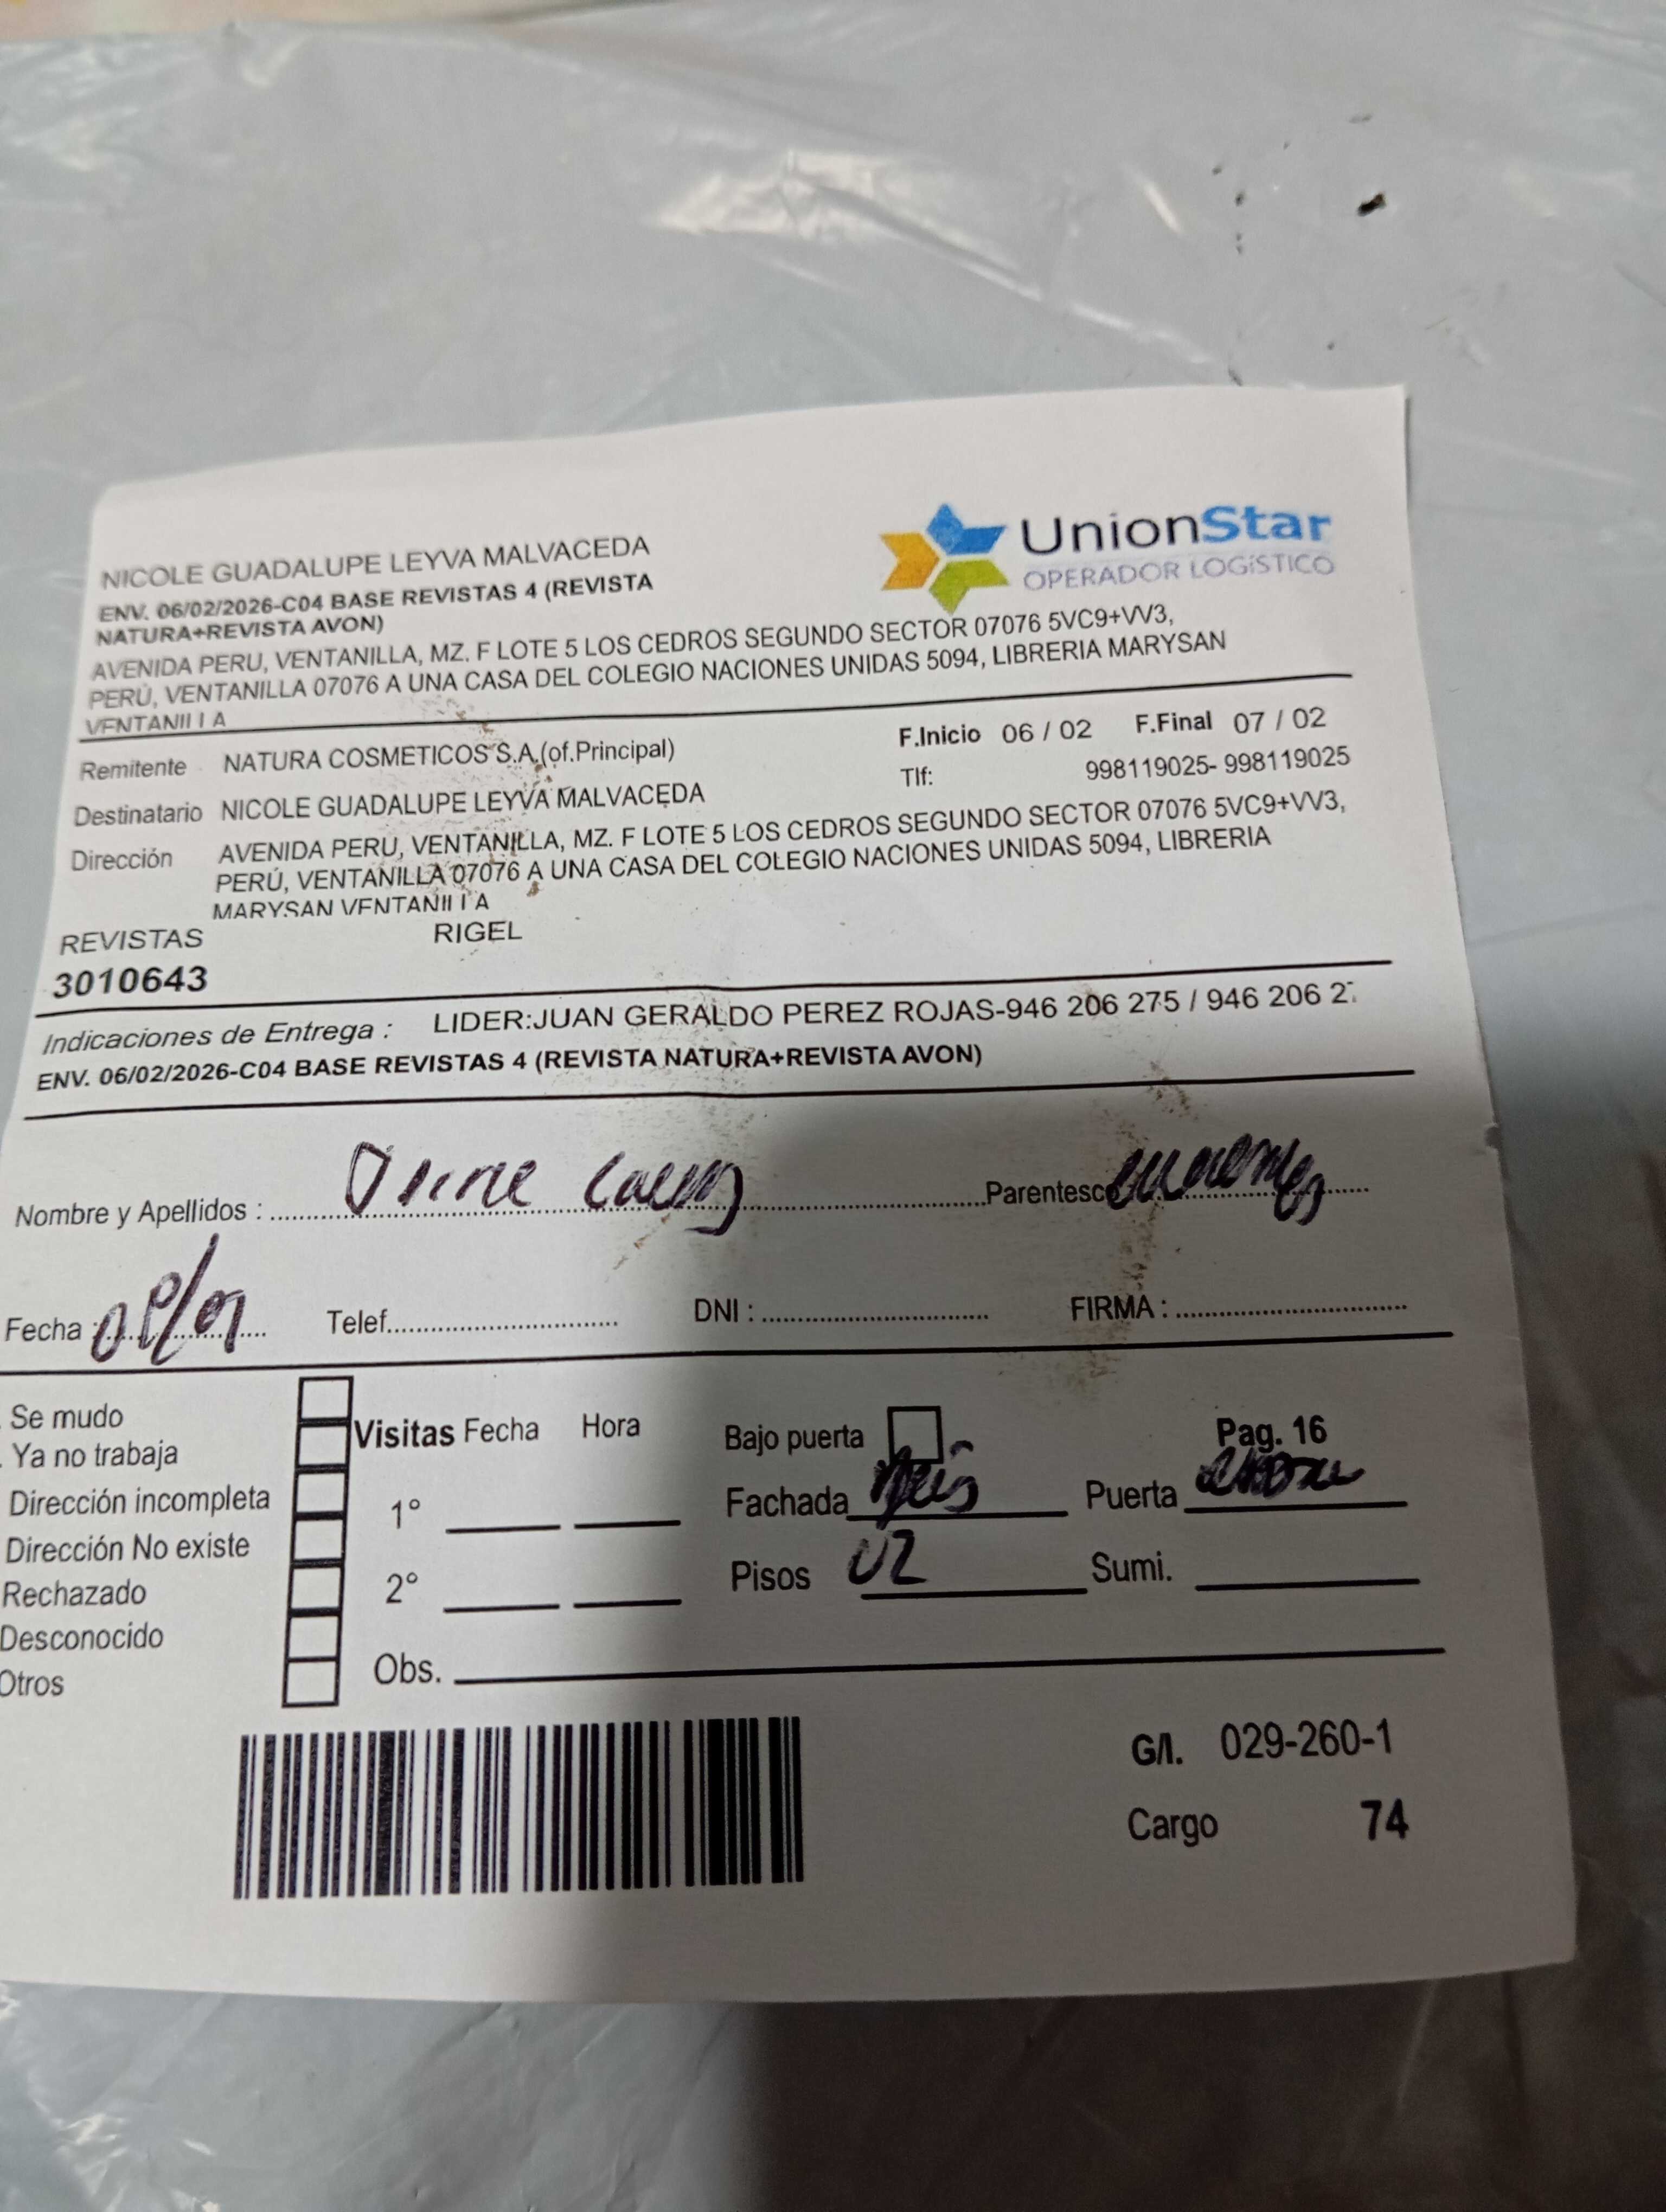 NICOLE GUADALUPE LEYVA MALVACEDA
ENV. 06/02/2026-C04 BASE REVISTAS 4 (REVISTA
NATURA+REVISTA AVON)
AVENIDA PERU, VENTANILLA, MZ. F LOTE 5 LOS CEDROS SEGUNDO SECTOR 07076 5VC9+VV3,
PERÚ, VENTANILLA 07076 A UNA CASA DEL COLEGIO NACIONES UNIDAS 5094, LIBRERIA MARYSAN
VENTANILLA
UnionStar
OPERADOR LOGÍSTICO
Remitente NATURA COSMETICOS S.A.(of.Principal)
F.Inicio 06 / 02 F.Final 07 / 02
Tlf: 998119025- 998119025
Destinatario NICOLE GUADALUPE LEYVA MALVACEDA
Dirección AVENIDA PERU, VENTANILLA, MZ. F LOTE 5 LOS CEDROS SEGUNDO SECTOR 07076 5VC9+VV3,
PERÚ, VENTANILLA 07076 A UNA CASA DEL COLEGIO NACIONES UNIDAS 5094, LIBRERIA
MARYSAN VENTANILLA
REVISTAS RIGEL
3010643
Indicaciones de Entrega : LIDER:JUAN GERALDO PEREZ ROJAS-946 206 275 / 946 206 2
ENV. 06/02/2026-C04 BASE REVISTAS 4 (REVISTA NATURA+REVISTA AVON)
Nombre y Apellidos : Parentesco
Fecha : Telef. DNI : FIRMA :
Se mudo
Ya no trabaja
Dirección incompleta
Dirección No existe
Rechazado
Desconocido
Otros
Visitas Fecha Hora
1°
2°
Obs.
Bajo puerta Pag. 16
Fachada Puerta
Pisos 02 Sumi.
G/I. 029-260-1
Cargo 74